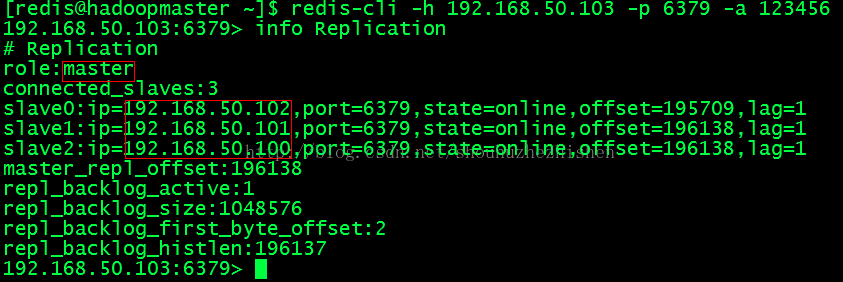 [redis@hadoopmaster ~]$ redis-cli -h 192.168.50.103 -p 6379 -a 123456
192.168.50.103:6379> info Replication
# Replication
role:master
connected_slaves:3
slave0:ip=192.168.50.102,port=6379,state=online,offset=195709,lag=1
slave1:ip=192.168.50.101,port=6379,state=online,offset=196138,lag=1
slave2:ip=192.168.50.100,port=6379,state=online,offset=196138,lag=1
master_repl_offset:196138
repl_backlog_active:1
repl_backlog_size:1048576
repl_backlog_first_byte_offset:2
repl_backlog_histlen:196137
192.168.50.103:6379>